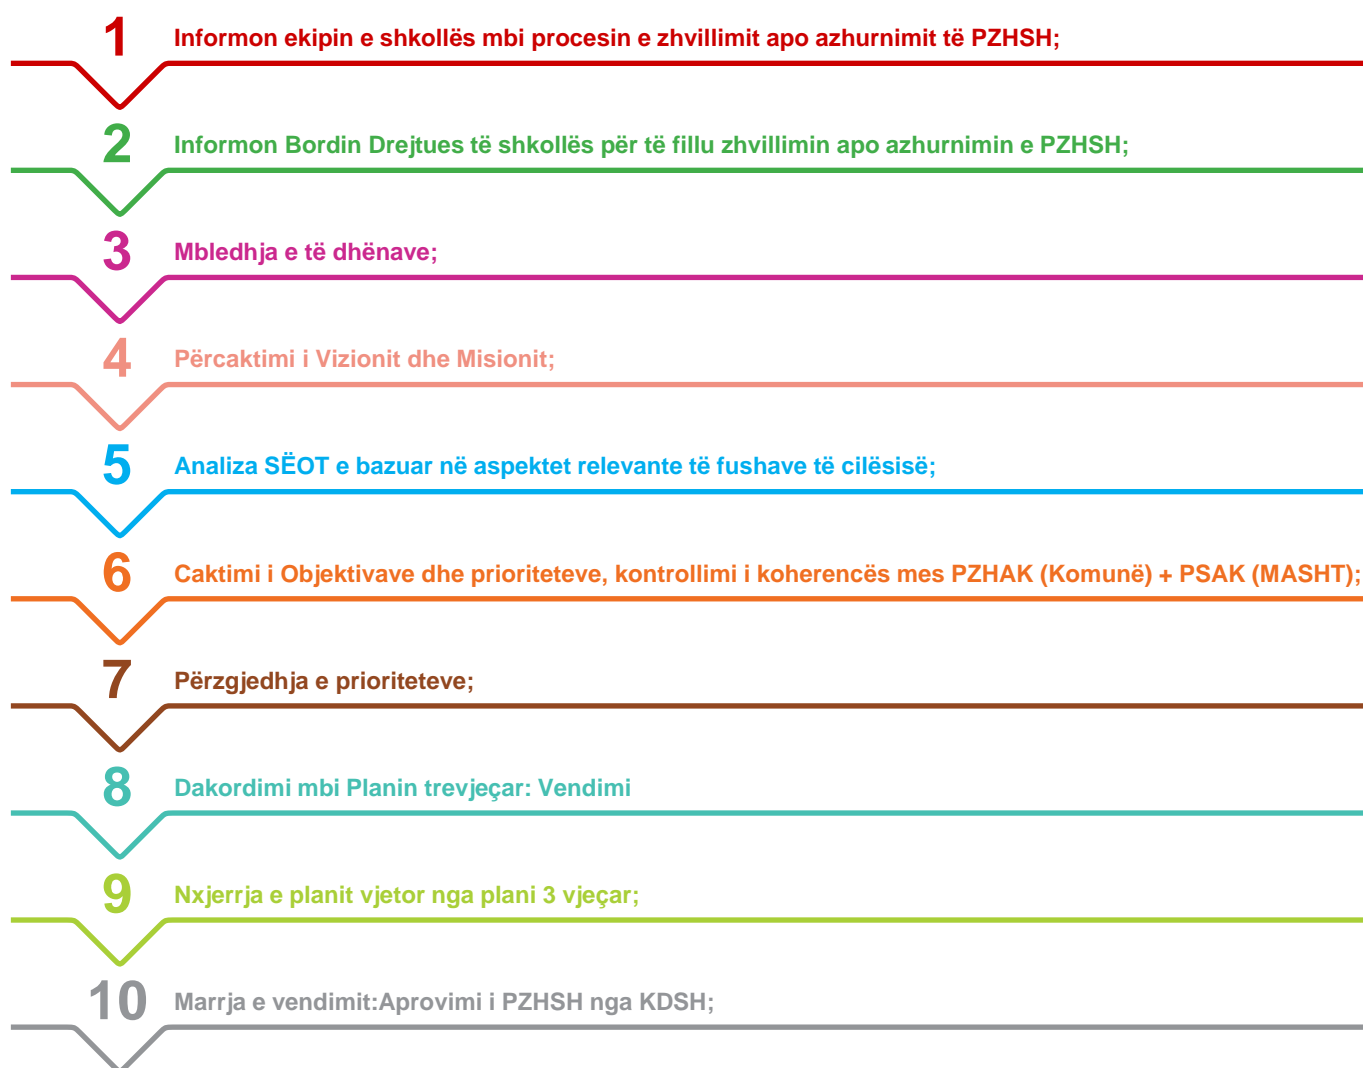 1 Informon ekipin e shkollës mbi procesin e zhvillimit apo azhurnimit të PZHSH;
2 Informon Bordin Drejtues të shkollës për të fillu zhvillimin apo azhurnimin e PZHSH;
3 Mbledhja e të dhënave;
4 Përcaktimi i Vizionit dhe Misionit;
5 Analiza SËOT e bazuar në aspektet relevante të fushave të cilësisë;
6 Caktimi i Objektivave dhe prioriteteve, kontrollimi i koherencës mes PZHAK (Komunë) + PSAK (MASHT);
7 Përzgjedhja e prioriteteve;
8 Dakordimi mbi Planin trevjeçar: Vendimi
9 Nxjerrja e planit vjetor nga plani 3 vjeçar;
10 Marrja e vendimit:Aprovimi i PZHSH nga KDSH;